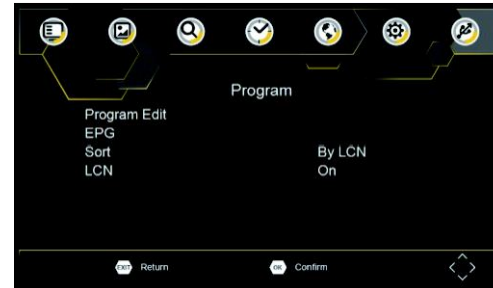 Program
Program Edit
EPG
Sort By LCN
LCN On
EXIT Return OK Confirm